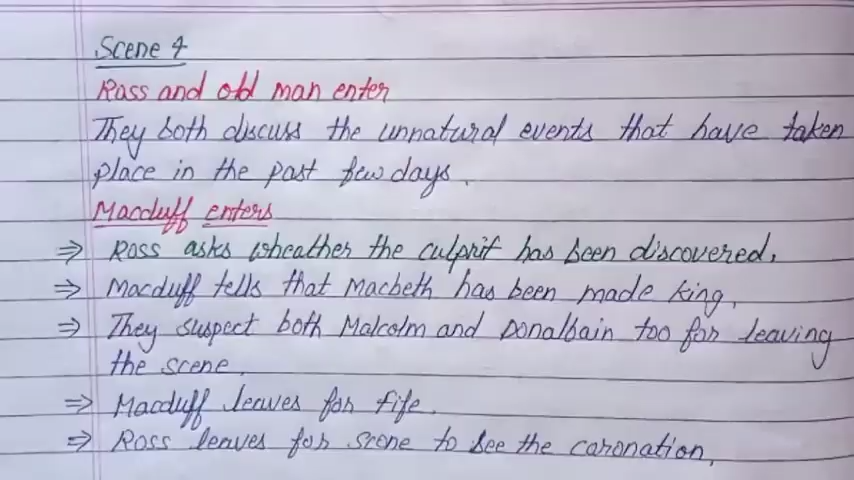 Scene 4
Ross and old man enter
They both discuss the unnatural events that have taken
place in the past few days.
Macduff enters
⇒ Ross asks wheather the culprit has been discovered.
⇒ Macduff tells that Macbeth has been made king.
⇒ They suspect both Malcolm and Donalbain too for leaving
the scene.
⇒ Macduff leaves for fife.
⇒ Ross leaves for scone to see the caronation.